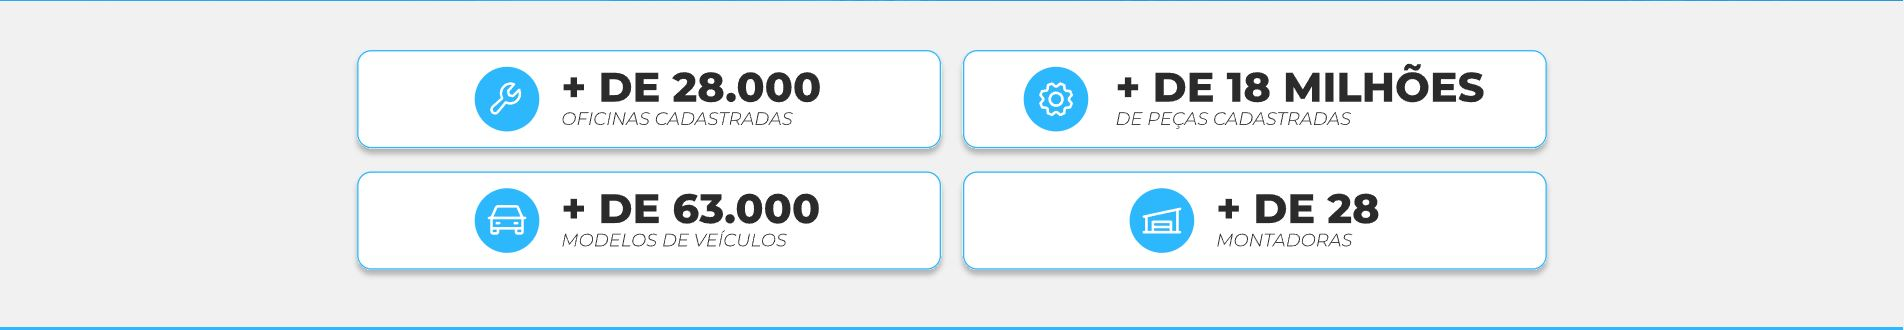 + DE 28.000
OFICINAS CADASTRADAS
+ DE 18 MILHÕES
DE PEÇAS CADASTRADAS
+ DE 63.000
MODELOS DE VEÍCULOS
+ DE 28
MONTADORAS